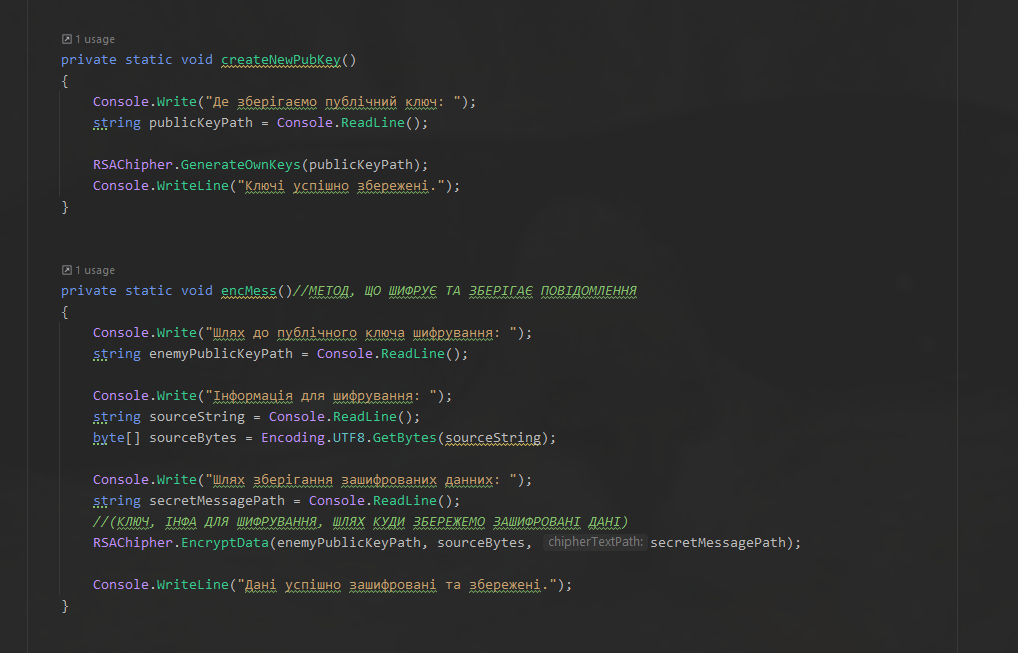 1 usage
private static void createNewPubKey()
{
Console.Write("Де зберігаємо публічний ключ: ");
string publicKeyPath = Console.ReadLine();
RSAChipher.GenerateOwnKeys(publicKeyPath);
Console.WriteLine("Ключі успішно збережені.");
}
1 usage
private static void encMess()//МЕТОД, ЩО ШИФРУЄ ТА ЗБЕРІГАЄ ПОВІДОМЛЕННЯ
{
Console.Write("Шлях до публічного ключа шифрування: ");
string enemyPublicKeyPath = Console.ReadLine();
Console.Write("Інформація для шифрування: ");
string sourceString = Console.ReadLine();
byte[] sourceBytes = Encoding.UTF8.GetBytes(sourceString);
Console.Write("Шлях зберігання зашифрованих данних: ");
string secretMessagePath = Console.ReadLine();
//(КЛЮЧ, ІНФА ДЛЯ ШИФРУВАННЯ, ШЛЯХ КУДИ ЗБЕРЕЖЕМО ЗАШИФРОВАНІ ДАНІ)
RSAChipher.EncryptData(enemyPublicKeyPath, sourceBytes, chipherTextPath: secretMessagePath);
Console.WriteLine("Дані успішно зашифровані та збережені.");
}